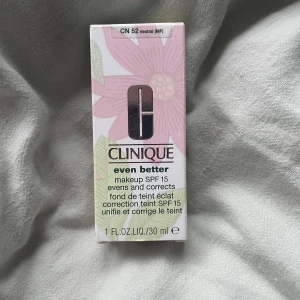 CN 52 neutral (MF)
CLINIQUE
even better
makeup SPF 15
evens and corrects
fond de teint éclat
correction teint SPF 15
unifie et corrige le teint
1 FL.OZ.LIQ./30 ml e